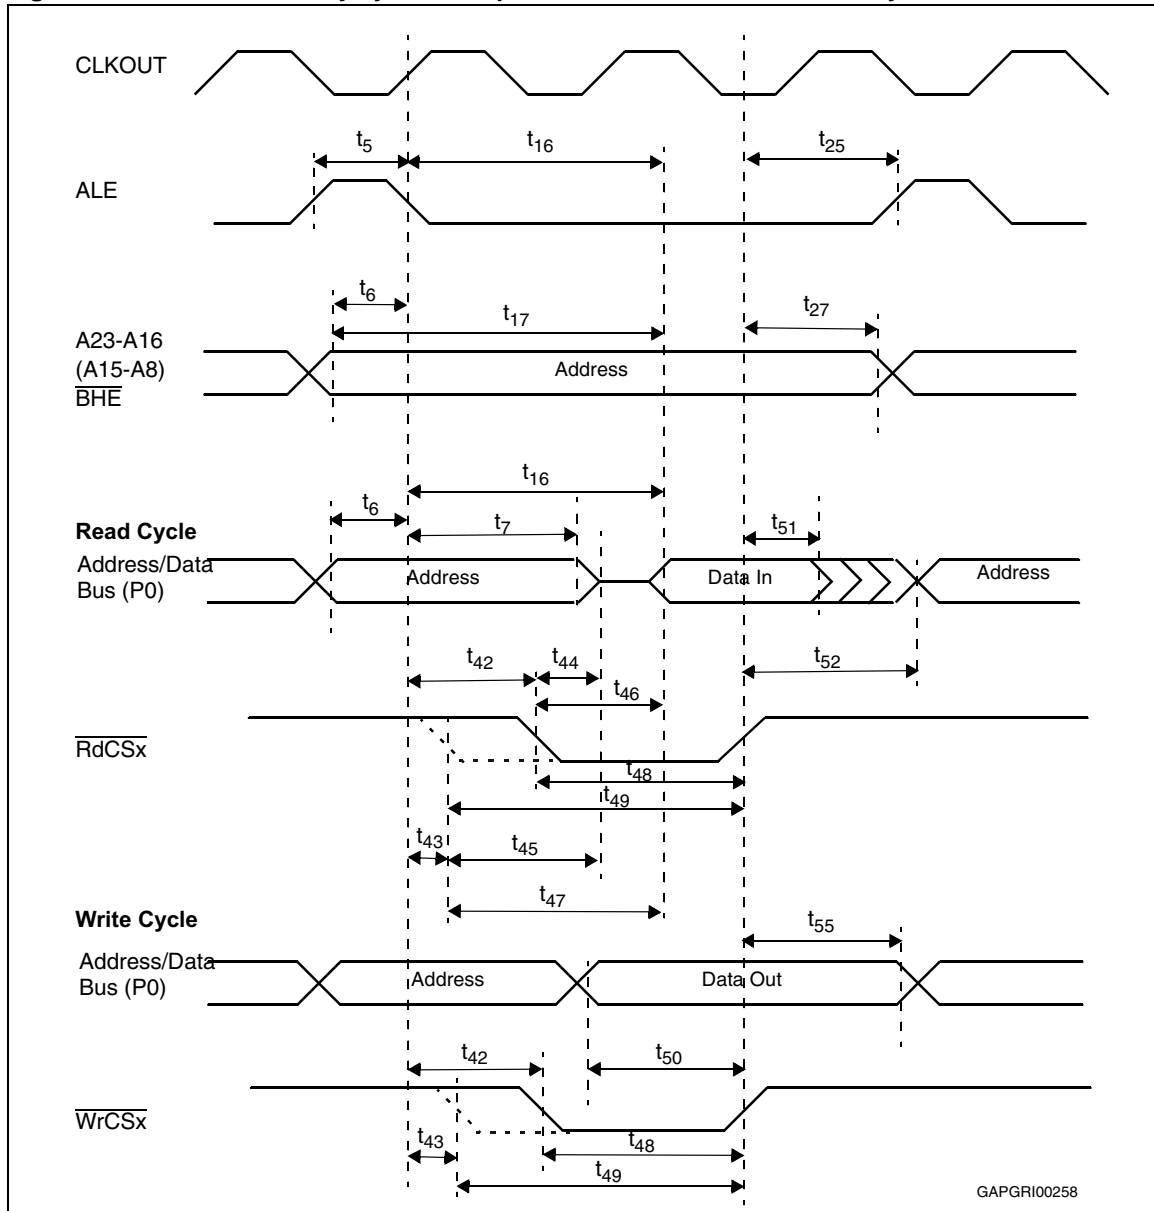 CLKOUT
t5 t16 t25
ALE
t6 t17 t27
A23-A16
(A15-A8)
BHE
Address
t16
t6 t7 t51
Read Cycle
Address/Data
Bus (P0)
Address Data In Address
t42 t44 t46 t52
RdCSx
t48
t49
t43 t45
t47
Write Cycle
t55
Address/Data
Bus (P0)
Address Data Out
t42 t50
WrCSx
t43 t48
t49
GAPGRI00258